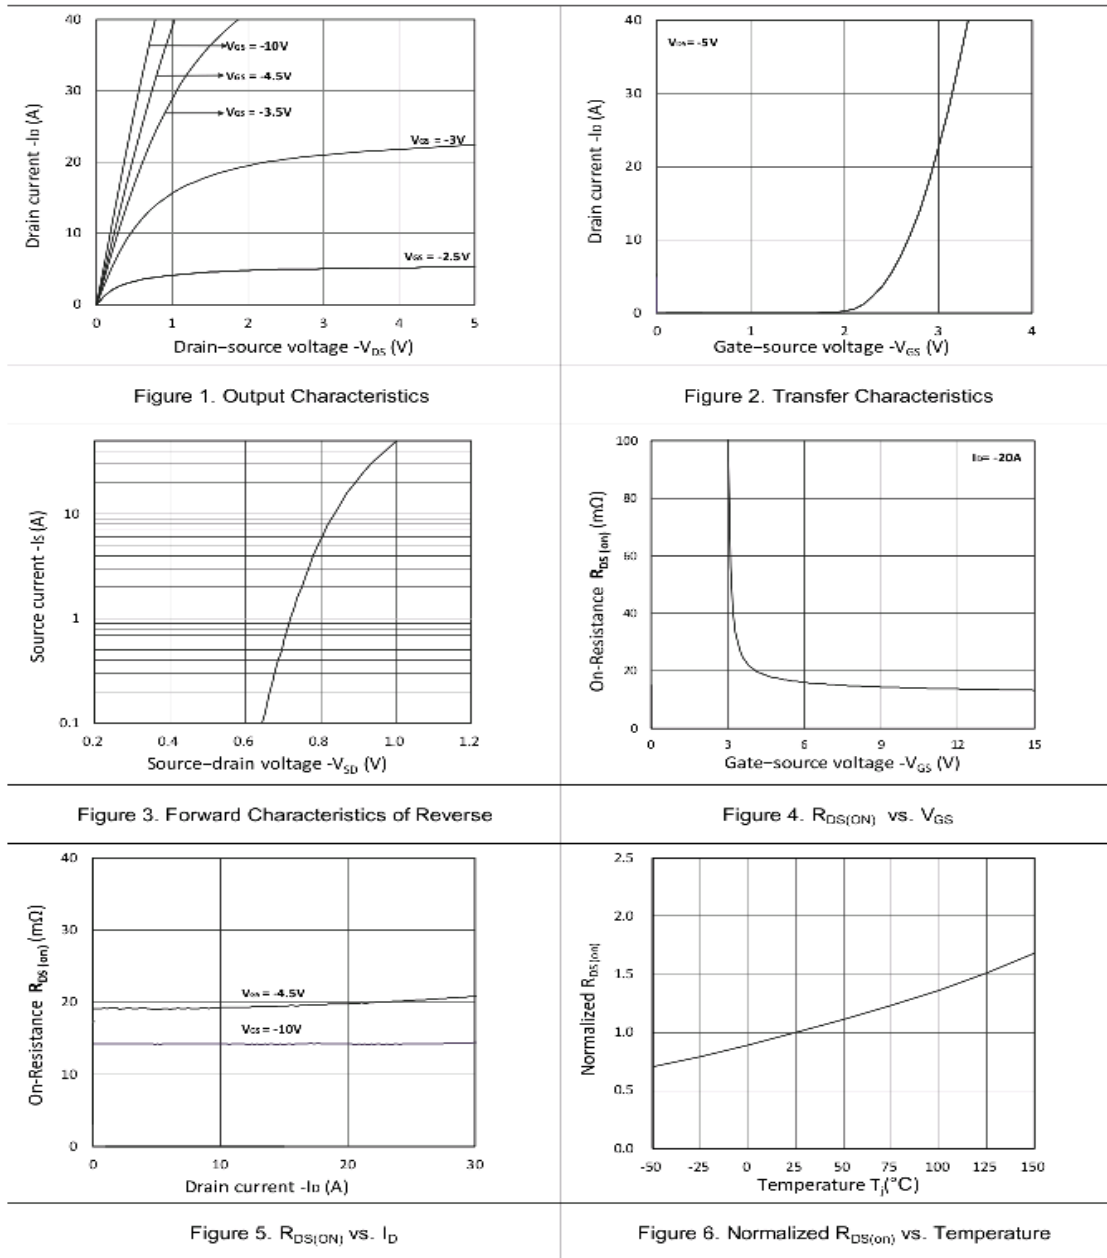 40
30
20
10
0
Drain current -ID (A)
VGS = -10V
VGS = -4.5V
VGS = -3.5V
VGS = -3V
VGS = -2.5V
0 1 2 3 4 5
Drain-source voltage -VDS (V)
Figure 1. Output Characteristics
40
30
20
10
0
Drain current -ID (A)
VDS= -5V
0 1 2 3 4
Gate-source voltage -VGS (V)
Figure 2. Transfer Characteristics
10
1
0.1
Source current -IS (A)
0.2 0.4 0.6 0.8 1.0 1.2
Source-drain voltage -VSD (V)
Figure 3. Forward Characteristics of Reverse
100
80
60
40
20
0
On-Resistance RDS(on) (mΩ)
ID= -20A
0 3 6 9 12 15
Gate-source voltage -VGS (V)
Figure 4. RDS(ON) vs. VGS
40
30
20
10
0
On-Resistance RDS(on) (mΩ)
VGS = -4.5V
VGS = -10V
0 10 20 30
Drain current -ID (A)
Figure 5. RDS(ON) vs. ID
2.5
2.0
1.5
1.0
0.5
0.0
Normalized RDS(on)
-50 -25 0 25 50 75 100 125 150
Temperature Tj(°C)
Figure 6. Normalized RDS(on) vs. Temperature